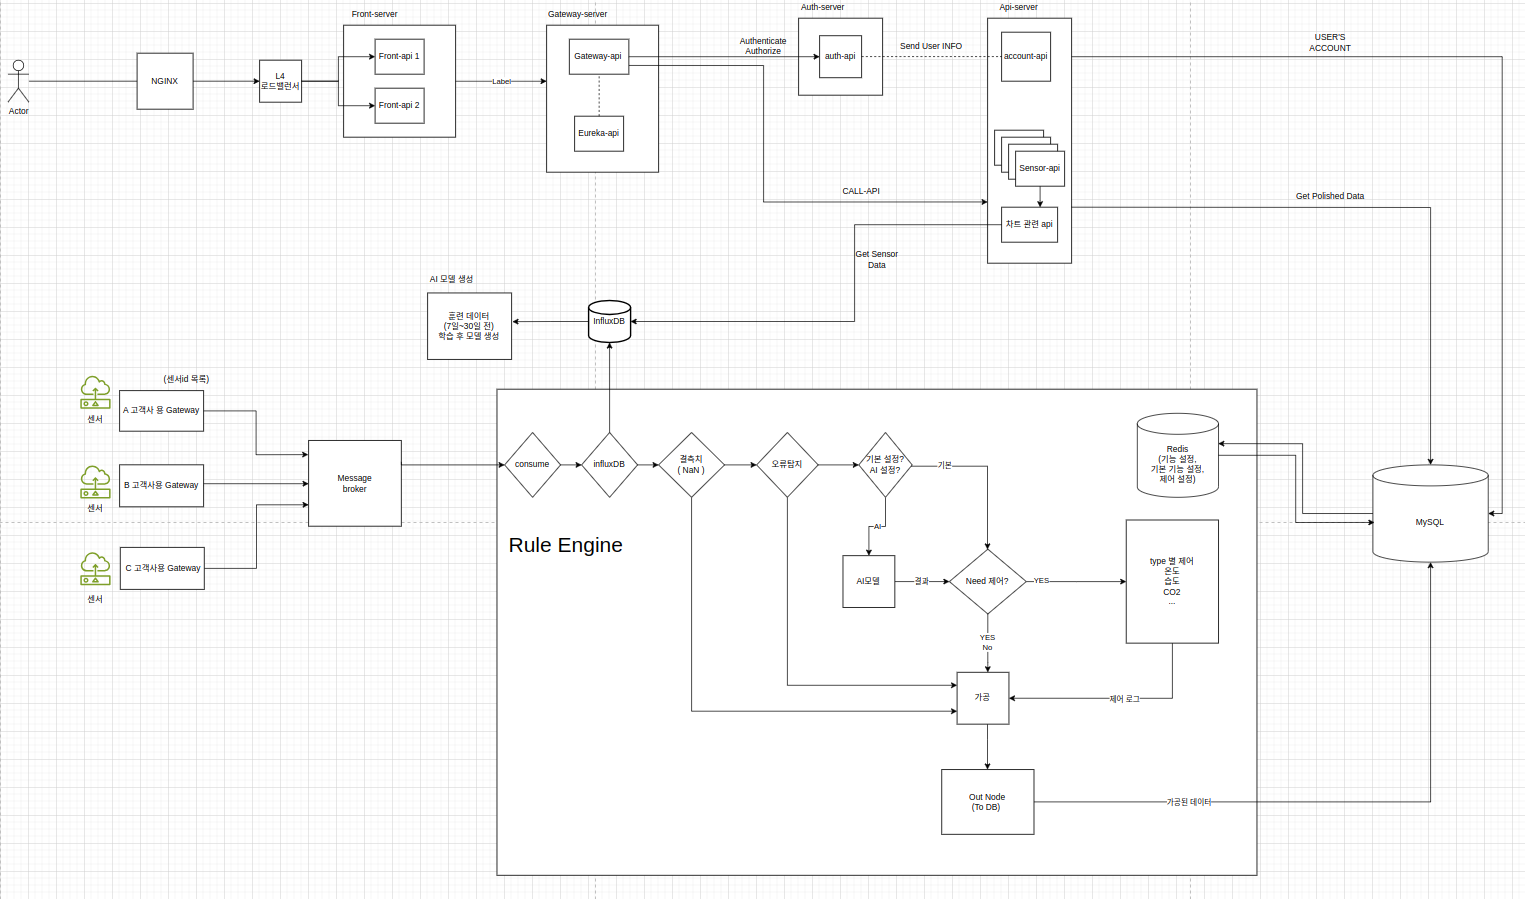 Front-server
Gateway-server
Auth-server
Api-server
Actor
NGINX
L4
로드밸런서
Front-api 1
Front-api 2
Label
Gateway-api
Eureka-api
Authenticate
Authorize
auth-api
Send User INFO
account-api
USER'S
ACCOUNT
Sensor-api
차트 관련 api
CALL-API
Get Polished Data
Get Sensor
Data
AI 모델 생성
훈련 데이터
(7일~30일 전)
학습 후 모델 생성
InfluxDB
(센서id 목록)
센서
A 고객사 용 Gateway
센서
B 고객사용 Gateway
센서
C 고객사용 Gateway
Message
broker
Rule Engine
consume
influxDB
결측치
( NaN )
오류탐지
기본 설정?
AI 설정?
기본
AI
AI모델
결과
Need 제어?
YES
YES
No
type 별 제어
온도
습도
CO2
...
제어 로그
가공
Out Node
(To DB)
가공된 데이터
Redis
(기능 설정,
기본 기능 설정,
제어 설정)
MySQL